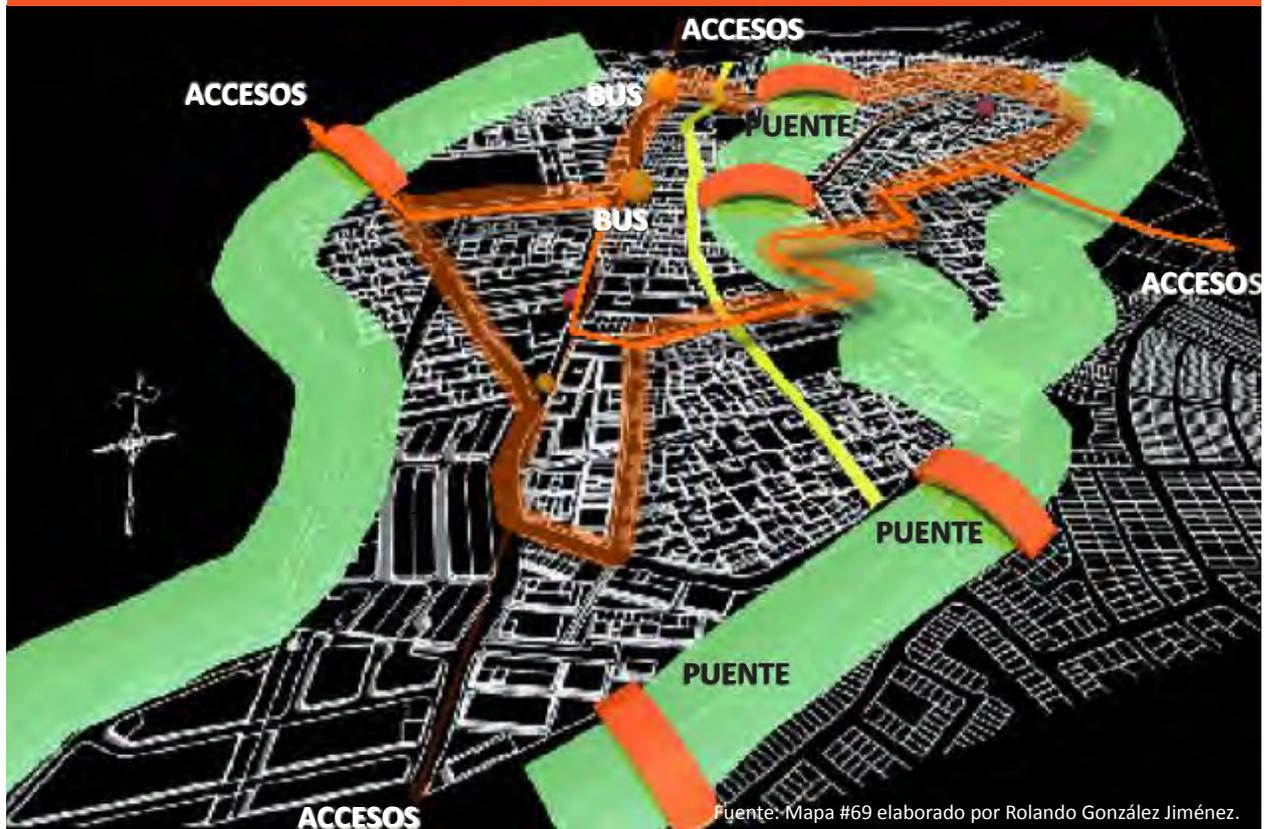 ACCESOS
ACCESOS
BUS
PUENTE
BUS
ACCESOS
PUENTE
PUENTE
ACCESOS
Fuente: Mapa #69 elaborado por Rolando González Jiménez.